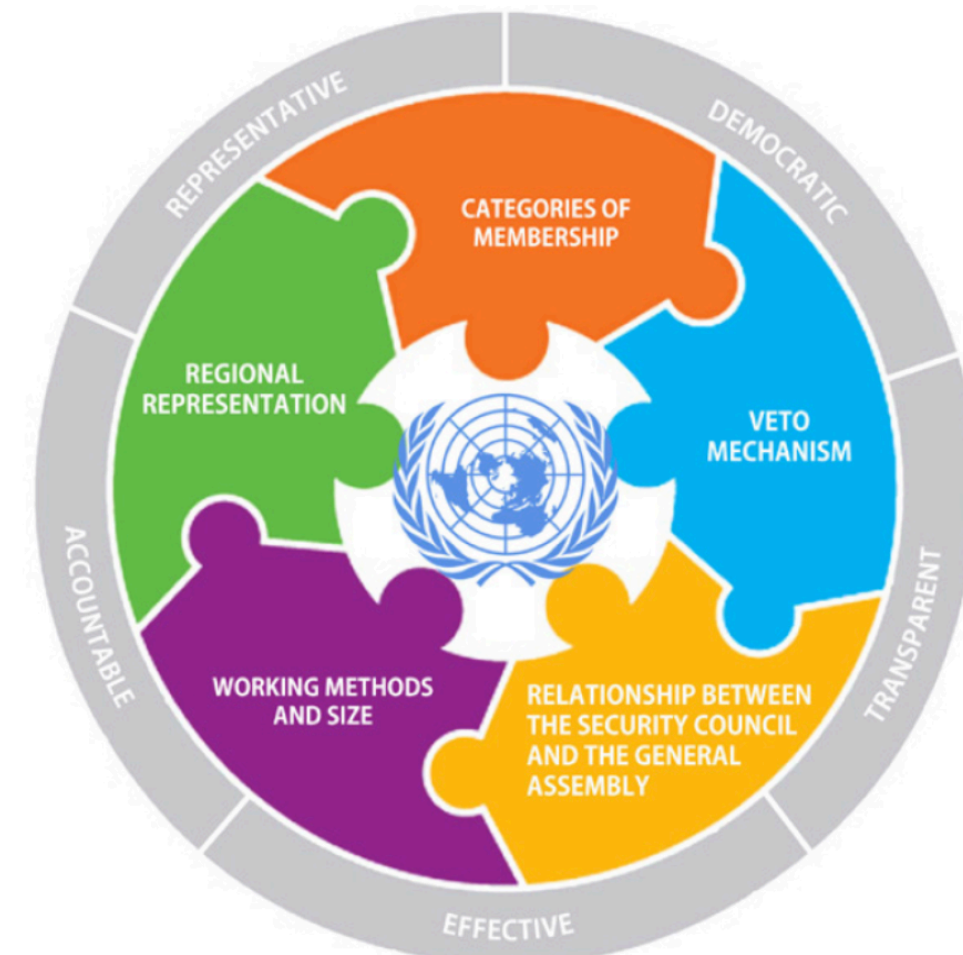 REPRESENTATIVE
DEMOCRATIC
CATEGORIES OF
MEMBERSHIP
REGIONAL
REPRESENTATION
VETO
MECHANISM
ACCOUNTABLE
TRANSPARENT
WORKING METHODS
AND SIZE
RELATIONSHIP BETWEEN
THE SECURITY COUNCIL
AND THE GENERAL
ASSEMBLY
EFFECTIVE